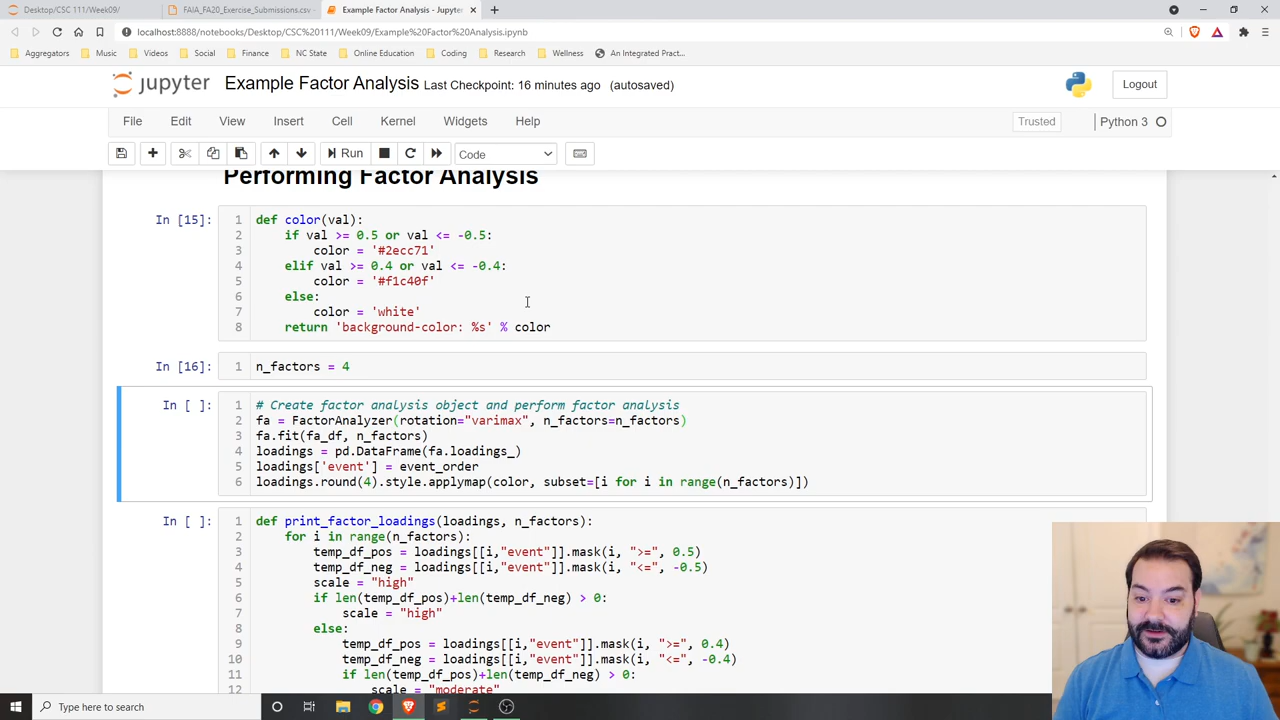 Desktop/CSC 111/Week09/
FAIA_FA20_Exercise_Submissions.csv
Example Factor Analysis - Jupyter
localhost:8888/notebooks/Desktop/CSC%20111/Week09/Example%20Factor%20Analysis.ipynb
Aggregators Music Videos Social Finance NC State Online Education Coding Research Wellness An Integrated Pract...
jupyter Example Factor Analysis Last Checkpoint: 16 minutes ago (autosaved) Logout
File Edit View Insert Cell Kernel Widgets Help Trusted Python 3
Run Code
Performing Factor Analysis
In [15]:
1 def color(val):
2 if val >= 0.5 or val <= -0.5:
3 color = '#2ecc71'
4 elif val >= 0.4 or val <= -0.4:
5 color = '#f1c40f'
6 else:
7 color = 'white'
8 return 'background-color: %s' % color
In [16]:
1 n_factors = 4
In [ ]:
1 # Create factor analysis object and perform factor analysis
2 fa = FactorAnalyzer(rotation="varimax", n_factors=n_factors)
3 fa.fit(fa_df, n_factors)
4 loadings = pd.DataFrame(fa.loadings_)
5 loadings['event'] = event_order
6 loadings.round(4).style.applymap(color, subset=[i for i in range(n_factors)])
In [ ]:
1 def print_factor_loadings(loadings, n_factors):
2 for i in range(n_factors):
3 temp_df_pos = loadings[[i,"event"]].mask(i, ">=", 0.5)
4 temp_df_neg = loadings[[i,"event"]].mask(i, "<=", -0.5)
5 scale = "high"
6 if len(temp_df_pos)+len(temp_df_neg) > 0:
7 scale = "high"
8 else:
9 temp_df_pos = loadings[[i,"event"]].mask(i, ">=", 0.4)
10 temp_df_neg = loadings[[i,"event"]].mask(i, "<=", -0.4)
11 if len(temp_df_pos)+len(temp_df_neg) > 0:
12 scale = "moderate"
Type here to search